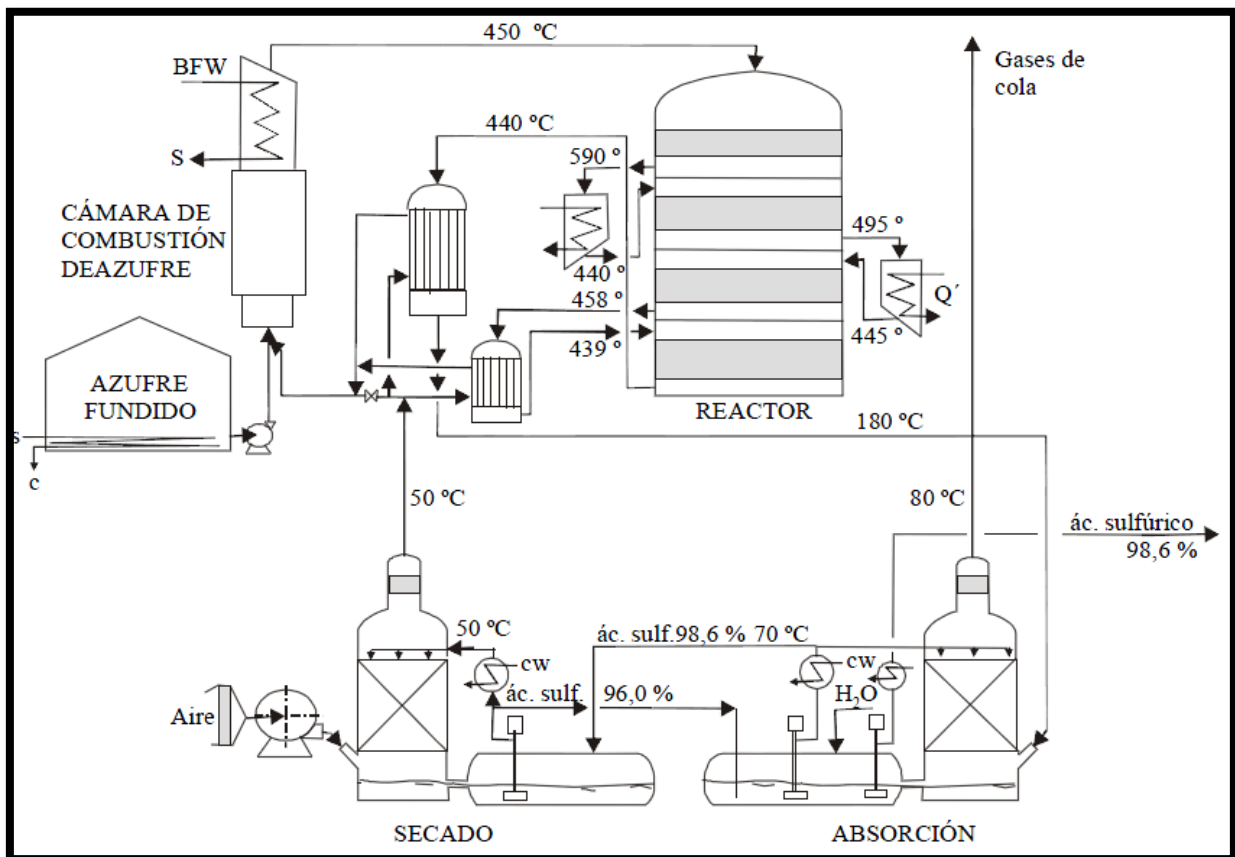 450 ºC
Gases de
cola
BFW
S
440 ºC
590 º
495 º
CÁMARA DE
COMBUSTIÓN
DEAZUFRE
440 º
Q´
445 º
458 º
439 º
AZUFRE
FUNDIDO
REACTOR
s
c
180 ºC
50 ºC
80 ºC
ác. sulfúrico
98,6 %
50 ºC
ác. sulf.98,6 % 70 ºC
cw
cw
ác. sulf. 96,0 %
H2O
Aire
SECADO
ABSORCIÓN